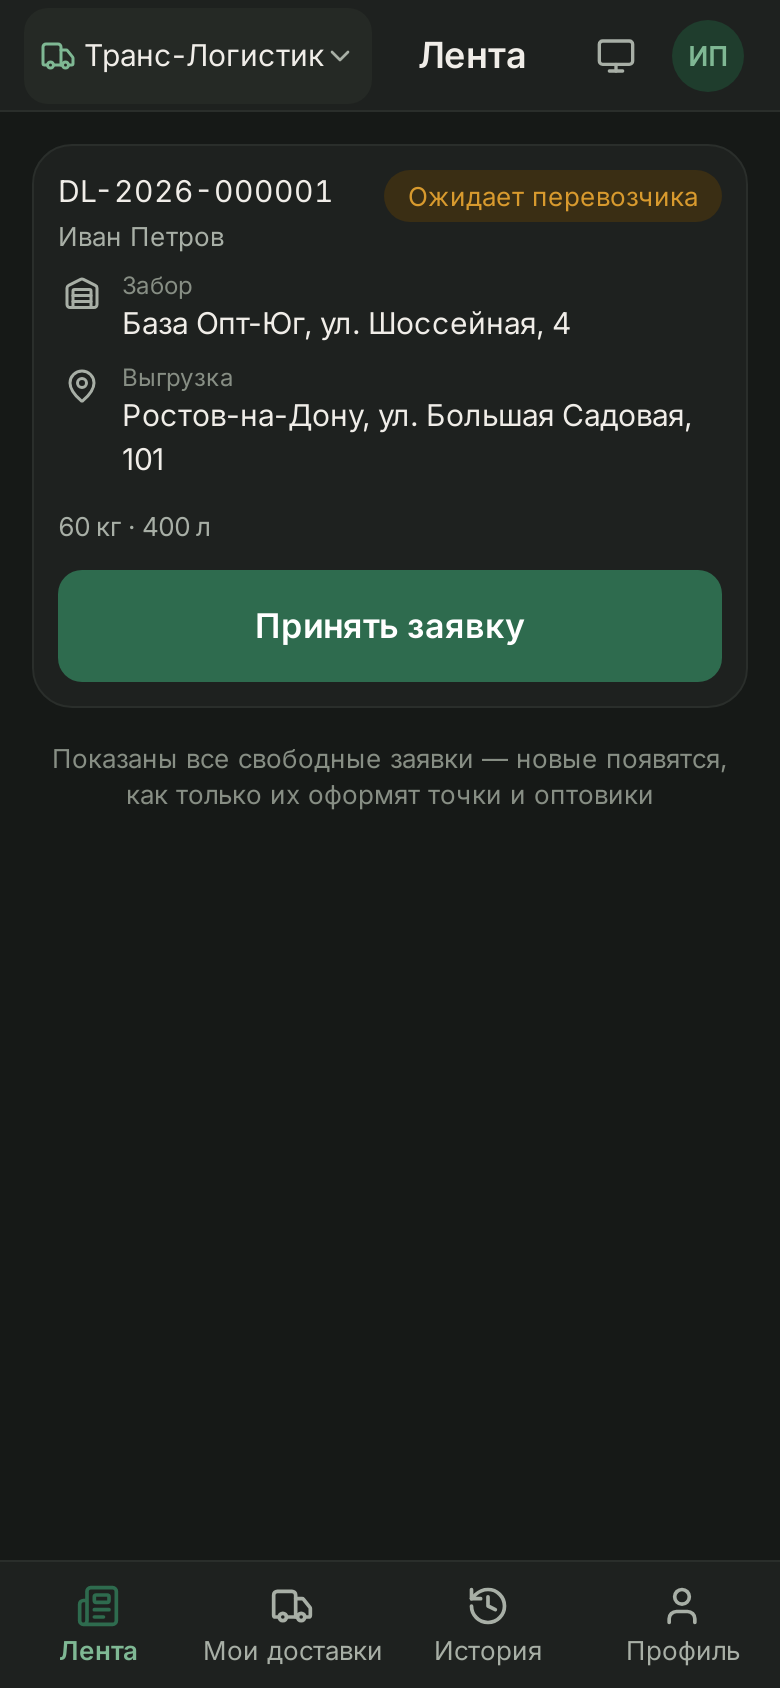 Транс-Логистик
Лента
ИП
DL-2026-000001
Ожидает перевозчика
Иван Петров
Забор
База Опт-Юг, ул. Шоссейная, 4
Выгрузка
Ростов-на-Дону, ул. Большая Садовая,
101
60 кг · 400 л
Принять заявку
Показаны все свободные заявки — новые появятся,
как только их оформят точки и оптовики
Лента
Мои доставки
История
Профиль